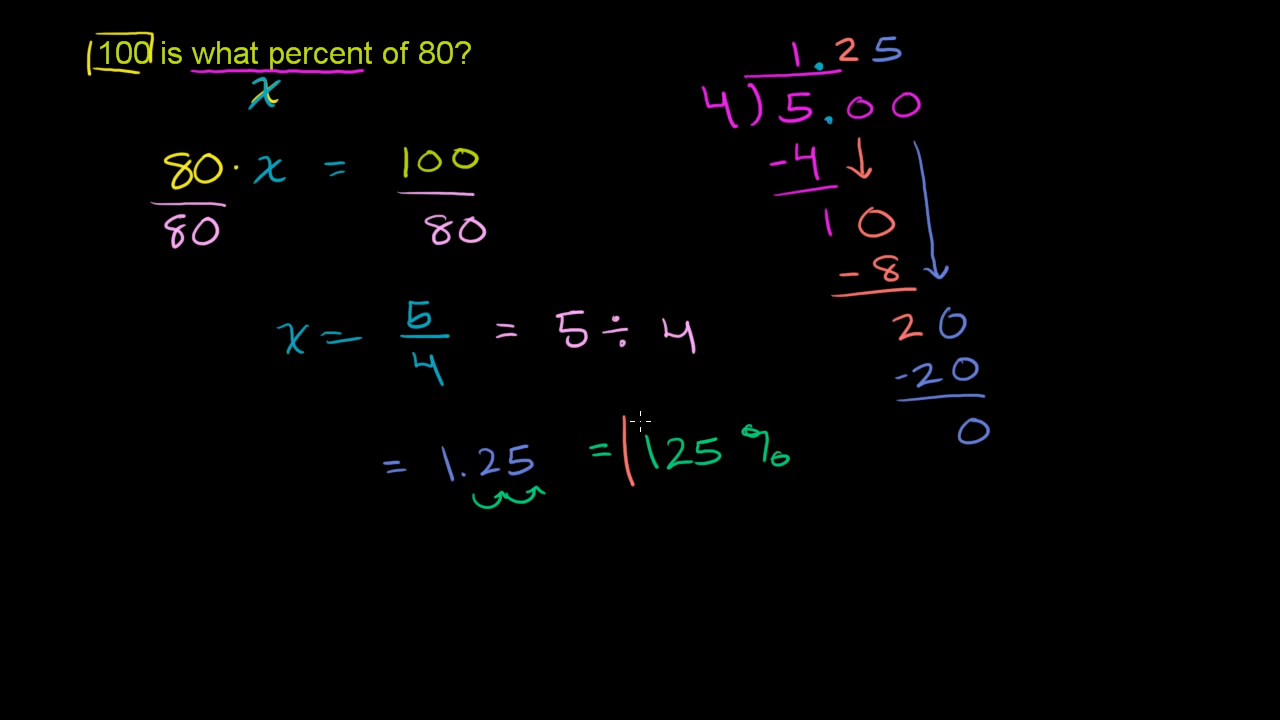 100 is what percent of 80?
x
80 · x = 100
80 80
x = 5/4 = 5 ÷ 4
= 1.25 = 125 %
1.25
4) 5.00
-4
10
-8
20
-20
0